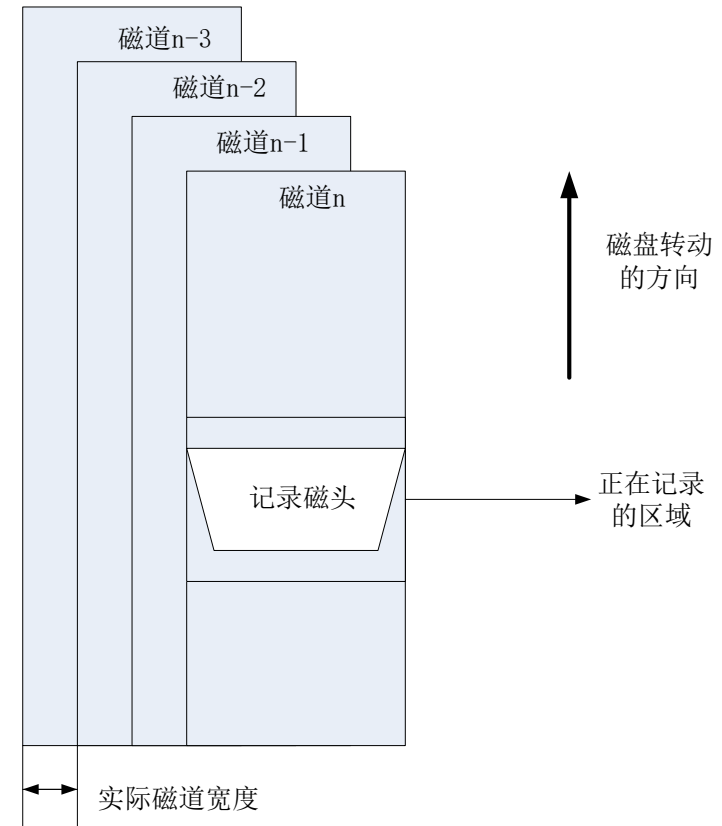 磁道n-3
磁道n-2
磁道n-1
磁道n
磁盘转动
的方向
记录磁头
正在记录
的区域
实际磁道宽度